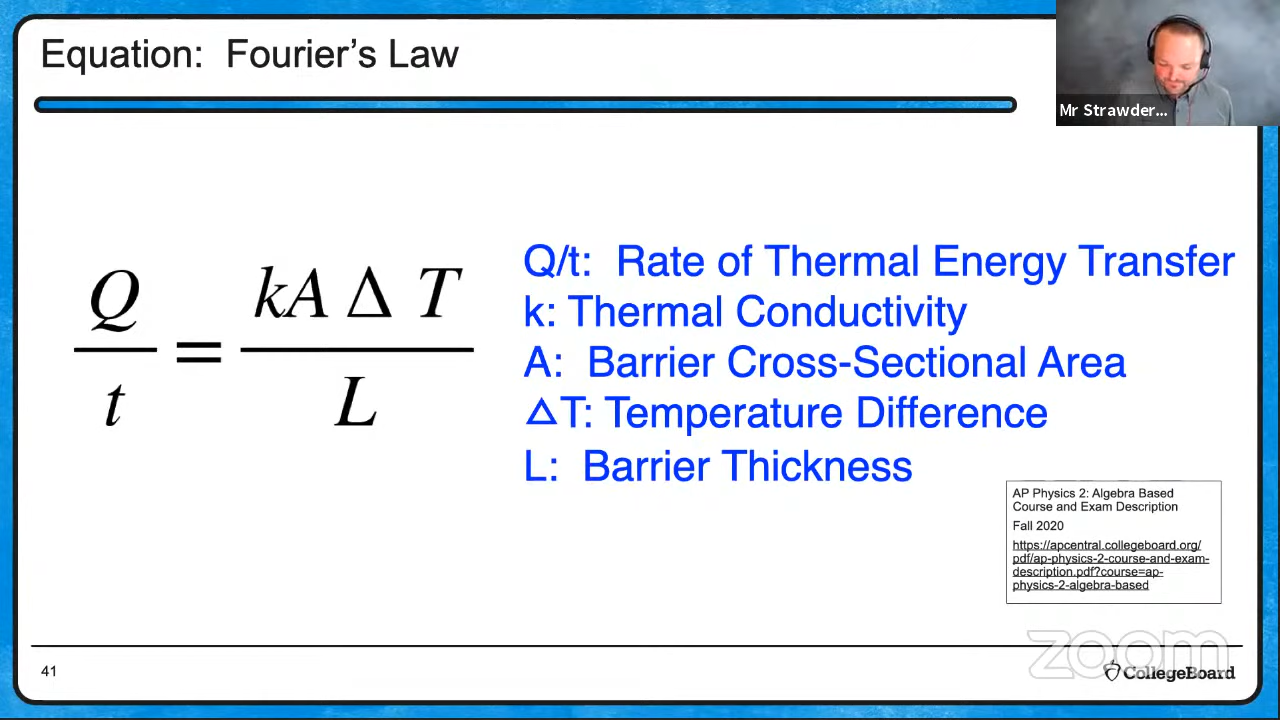 Equation: Fourier's Law
Mr Strawder...
Q/t = kA Δ T/L
Q/t: Rate of Thermal Energy Transfer
k: Thermal Conductivity
A: Barrier Cross-Sectional Area
ΔT: Temperature Difference
L: Barrier Thickness
AP Physics 2: Algebra Based
Course and Exam Description
Fall 2020
https://apcentral.collegeboard.org/
pdf/ap-physics-2-course-and-exam-
description.pdf?course=ap-
physics-2-algebra-based
zoom
41
CollegeBoard